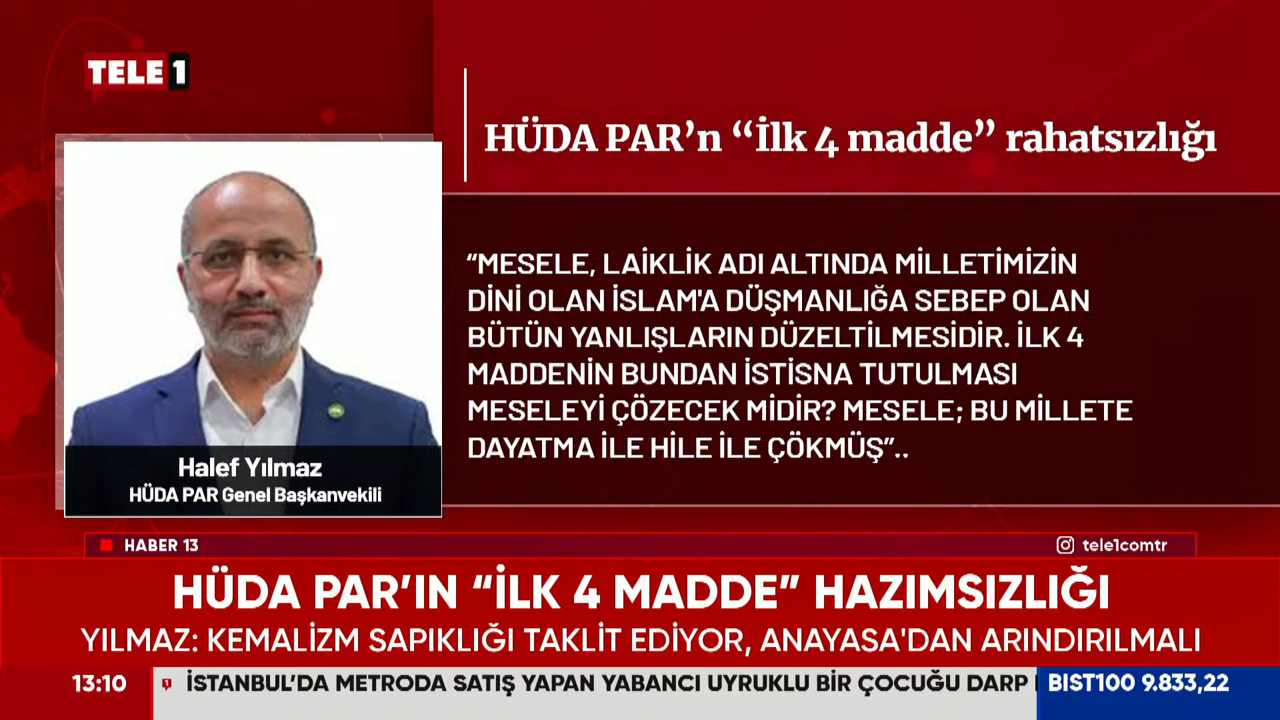 TELE1
HÜDA PAR’n “İlk 4 madde” rahatsızlığı
“MESELE, LAİKLİK ADI ALTINDA MİLLETİMİZİN
DİNİ OLAN İSLAM'A DÜŞMANLIĞA SEBEP OLAN
BÜTÜN YANLIŞLARIN DÜZELTİLMESİDİR. İLK 4
MADDENİN BUNDAN İSTİSNA TUTULMASI
MESELEYİ ÇÖZECEK MİDİR? MESELE; BU MİLLETE
DAYATMA İLE HİLE İLE ÇÖKMÜŞ”..
Halef Yılmaz
HÜDA PAR Genel Başkanvekili
HABER 13
tele1comtr
HÜDA PAR’IN “İLK 4 MADDE” HAZIMSIZLIĞI
YILMAZ: KEMALİZM SAPIKLIĞI TAKLİT EDİYOR, ANAYASA'DAN ARINDIRILMALI
13:10 İSTANBUL’DA METRODA SATIŞ YAPAN YABANCI UYRUKLU BİR ÇOCUĞU DARP BIST100 9.833,22